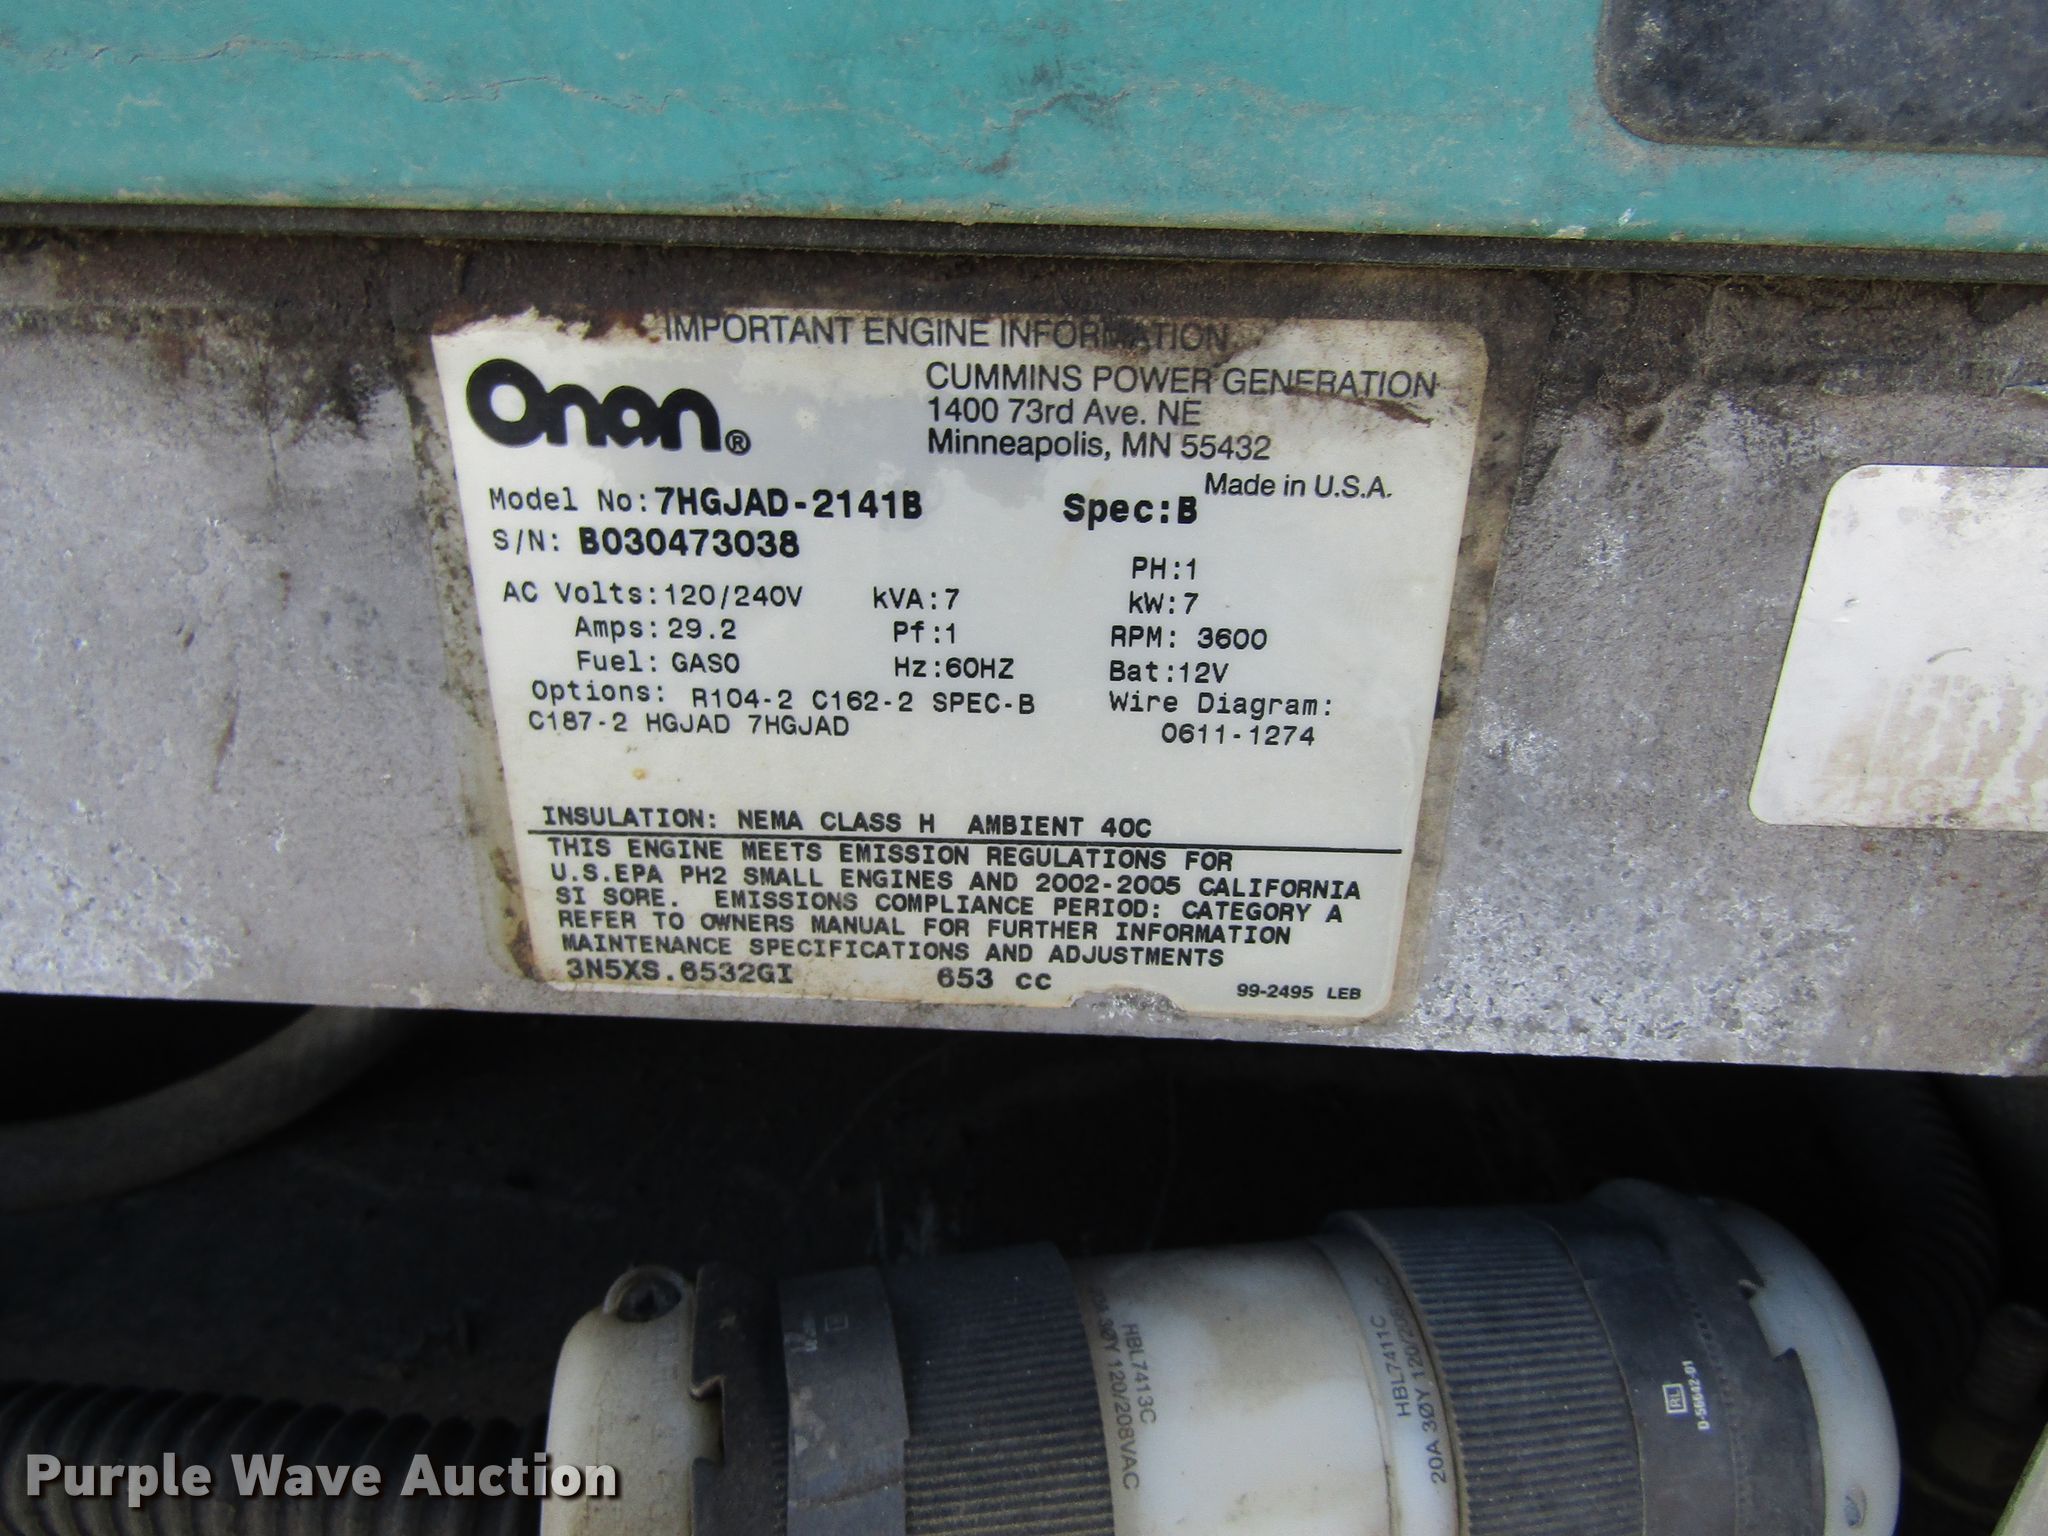 IMPORTANT ENGINE INFORMATION
Onan®
CUMMINS POWER GENERATION
1400 73rd Ave. NE
Minneapolis, MN 55432
Made in U.S.A.
Model No: 7HGJAD-2141B Spec:B
S/N: B030473038
PH:1
AC Volts:120/240V kVA:7 kW:7
Amps:29.2 Pf:1 RPM: 3600
Fuel: GASO Hz:60HZ Bat:12V
Options: R104-2 C162-2 SPEC-B Wire Diagram:
C187-2 HGJAD 7HGJAD 0611-1274
INSULATION: NEMA CLASS H AMBIENT 40C
THIS ENGINE MEETS EMISSION REGULATIONS FOR
U.S.EPA PH2 SMALL ENGINES AND 2002-2005 CALIFORNIA
SI SORE. EMISSIONS COMPLIANCE PERIOD: CATEGORY A
REFER TO OWNERS MANUAL FOR FURTHER INFORMATION
MAINTENANCE SPECIFICATIONS AND ADJUSTMENTS
3N5XS.6532GI 653 cc
99-2495 LEB
HBL7413C
30Y 120/208VAC
HBL7411C
20A 3ØY 120/208
RL
D-56642-01
Purple Wave Auction